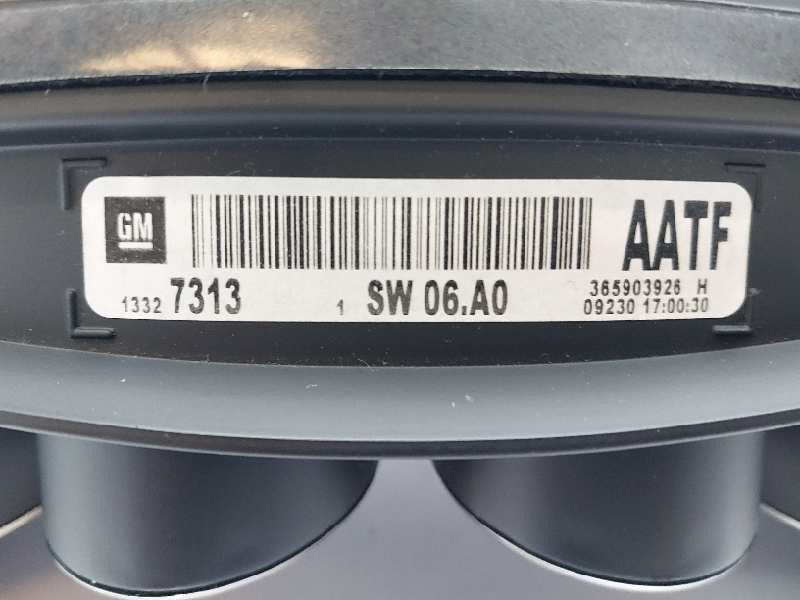 GM
AATF
1332 7313 1 SW 06.A0
365903926 H
09230 17:00:30